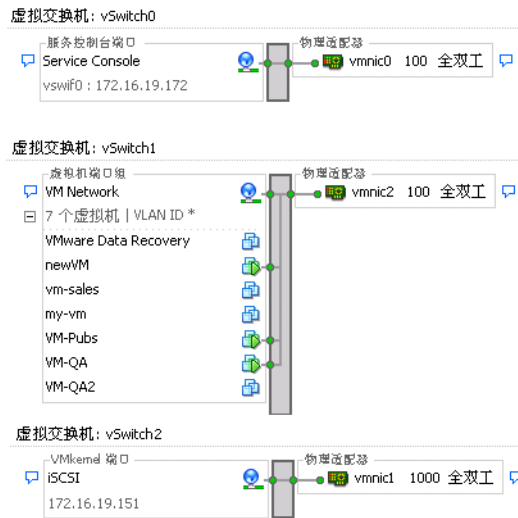 虚拟交换机: vSwitch0
服务控制台端口
物理适配器
Service Console
vmnic0 100 全双工
vswif0 : 172.16.19.172
虚拟交换机: vSwitch1
虚拟机端口组
物理适配器
VM Network
vmnic2 100 全双工
7 个虚拟机 | VLAN ID *
VMware Data Recovery
newVM
vm-sales
my-vm
VM-Pubs
VM-QA
VM-QA2
虚拟交换机: vSwitch2
VMkernel 端口
物理适配器
iSCSI
vmnic1 1000 全双工
172.16.19.151